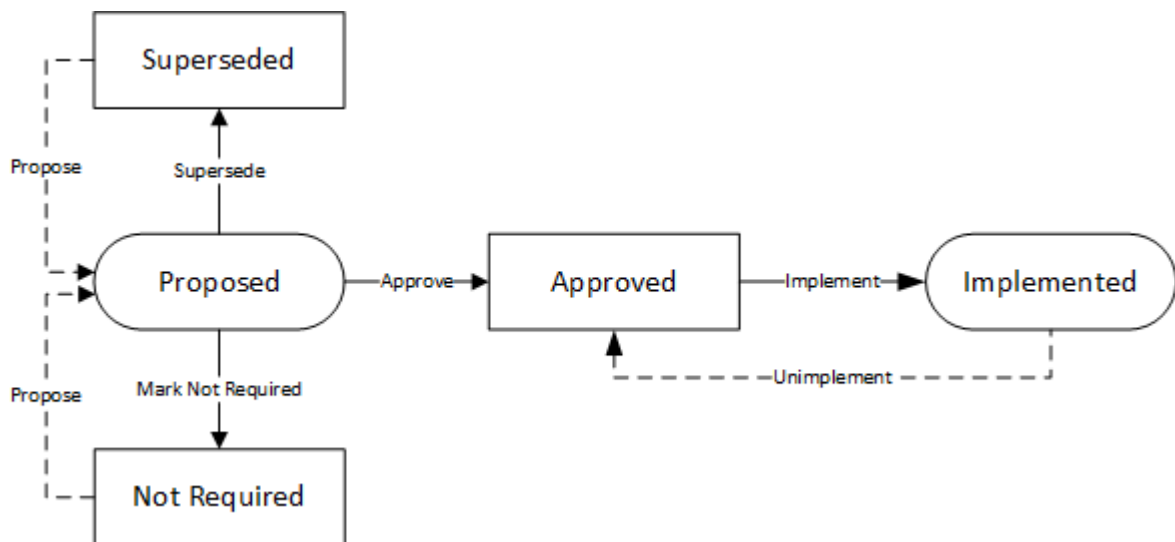 Superseded
Propose
Supersede
Proposed
Approve
Approved
Implement
Implemented
Unimplement
Mark Not Required
Propose
Not Required